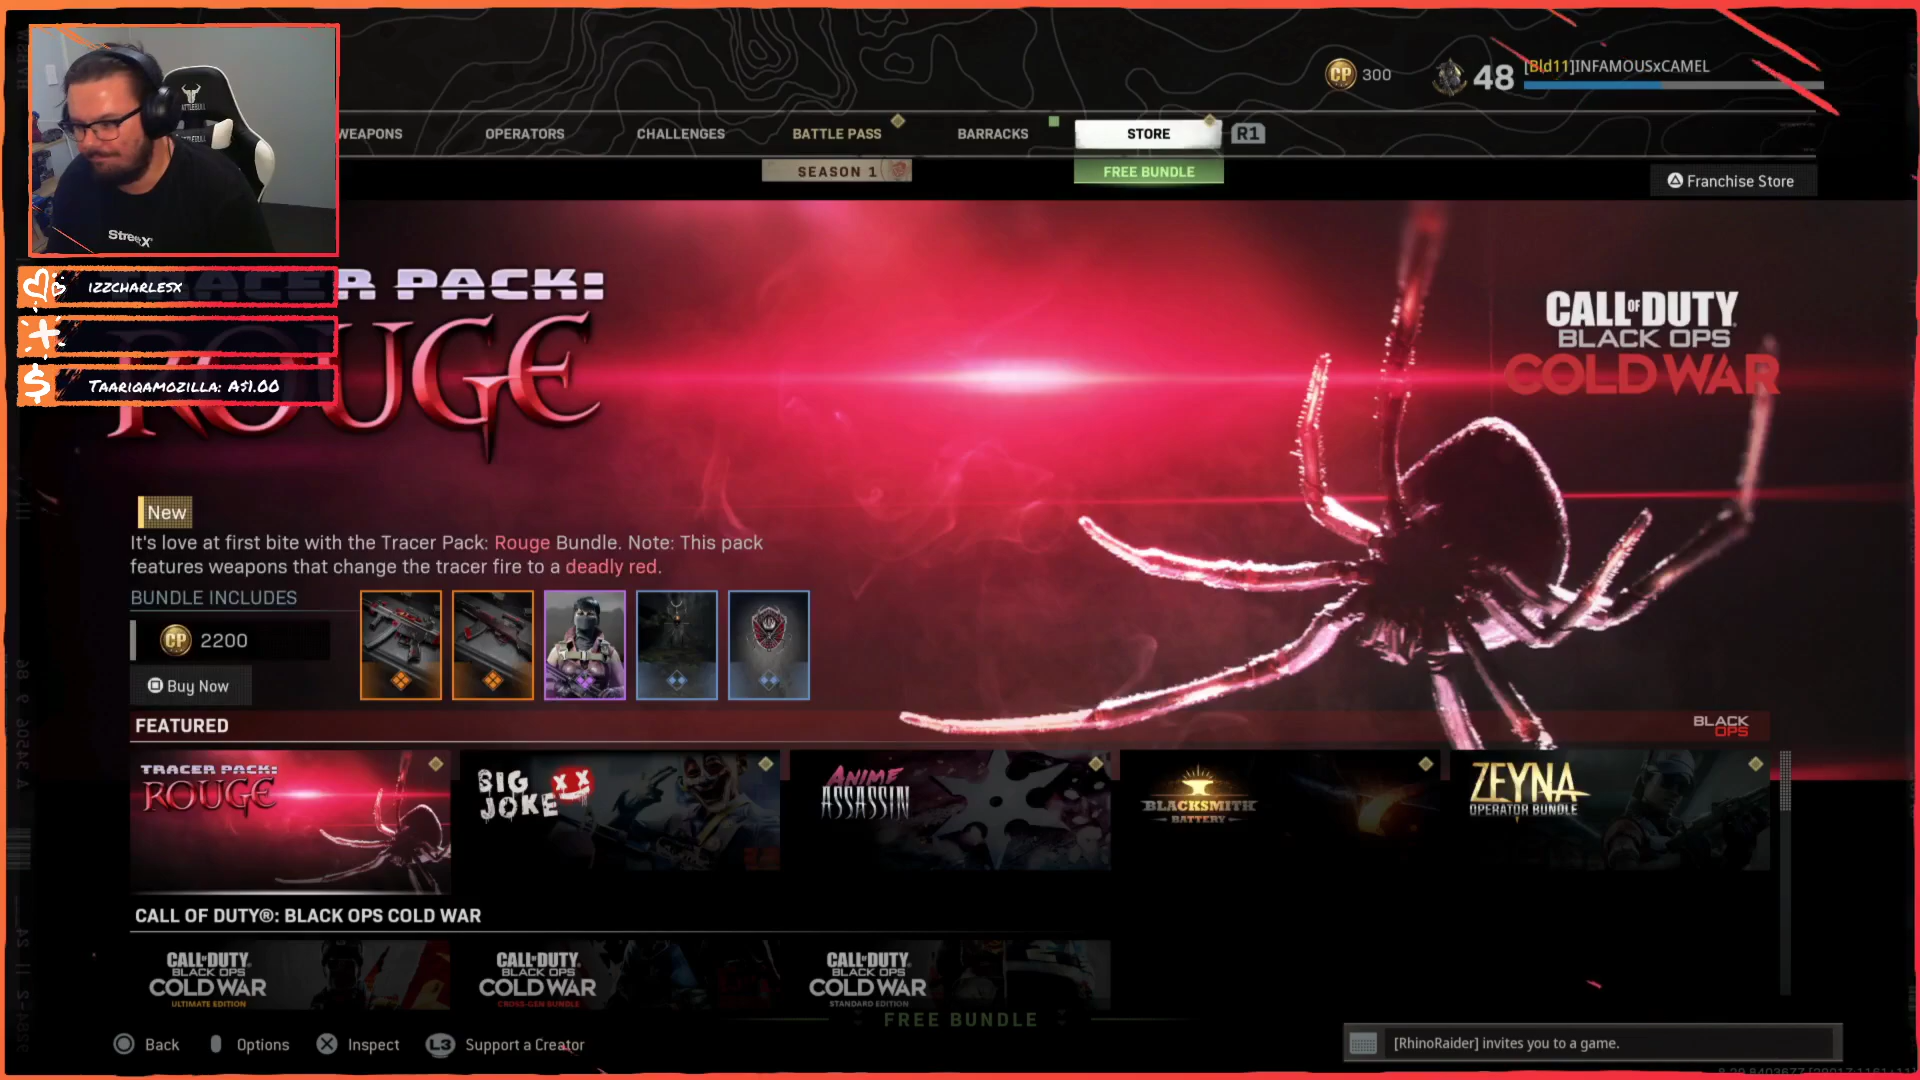 CP 300
48
[Bld11]INFAMOUSxCAMEL
WEAPONS
OPERATORS
CHALLENGES
BATTLE PASS
BARRACKS
STORE
R1
SEASON 1
FREE BUNDLE
Franchise Store
StreeX
izzcharlesx
Taariqamozilla: A$1.00
R PACK:
ROUGE
CALL OF DUTY
BLACK OPS
COLD WAR
New
It's love at first bite with the Tracer Pack: Rouge Bundle. Note: This pack
features weapons that change the tracer fire to a deadly red.
BUNDLE INCLUDES
CP 2200
Buy Now
FEATURED
BLACK
OPS
TRACER PACK:
ROUGE
BIG
JOKE
ANIME
ASSASSIN
BLACKSMITH
BATTERY
ZEYNA
OPERATOR BUNDLE
CALL OF DUTY®: BLACK OPS COLD WAR
CALL OF DUTY
BLACK OPS
COLD WAR
ULTIMATE EDITION
CALL OF DUTY
BLACK OPS
COLD WAR
CROSS-GEN BUNDLE
CALL OF DUTY
BLACK OPS
COLD WAR
STANDARD EDITION
FREE BUNDLE
Back
Options
Inspect
L3 Support a Creator
[RhinoRaider] invites you to a game.